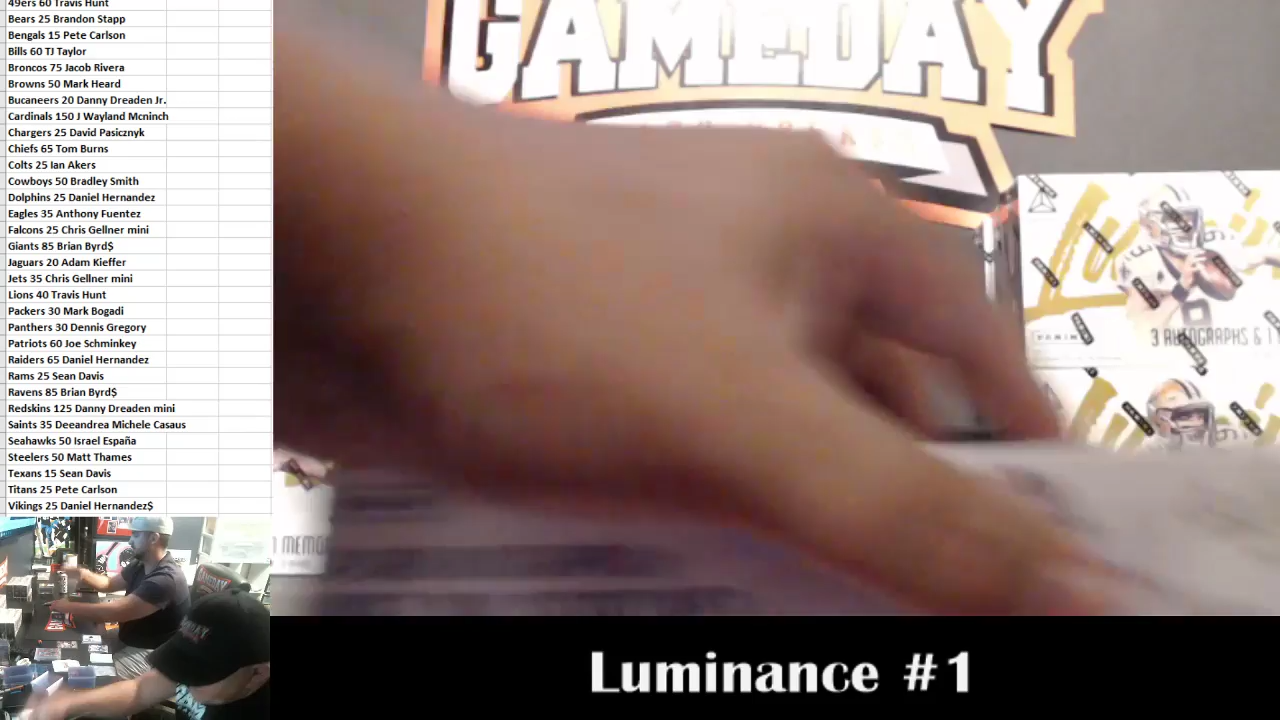 49ers 60 Travis Hunt
Bears 25 Brandon Stapp
Bengals 15 Pete Carlson
Bills 60 TJ Taylor
Broncos 75 Jacob Rivera
Browns 50 Mark Heard
Bucaneers 20 Danny Dreaden Jr.
Cardinals 150 J Wayland Mcninch
Chargers 25 David Pasicznyk
Chiefs 65 Tom Burns
Colts 25 Ian Akers
Cowboys 50 Bradley Smith
Dolphins 25 Daniel Hernandez
Eagles 35 Anthony Fuentez
Falcons 25 Chris Gellner mini
Giants 85 Brian Byrd$
Jaguars 20 Adam Kieffer
Jets 35 Chris Gellner mini
Lions 40 Travis Hunt
Packers 30 Mark Bogadi
Panthers 30 Dennis Gregory
Patriots 60 Joe Schminkey
Raiders 65 Daniel Hernandez
Rams 25 Sean Davis
Ravens 85 Brian Byrd$
Redskins 125 Danny Dreaden mini
Saints 35 Deeandrea Michele Casaus
Seahawks 50 Israel España
Steelers 50 Matt Thames
Texans 15 Sean Davis
Titans 25 Pete Carlson
Vikings 25 Daniel Hernandez$
GAMEDAY
PANINI
3 AUTOGRAPHS & 1
MEMO
Luminance #1